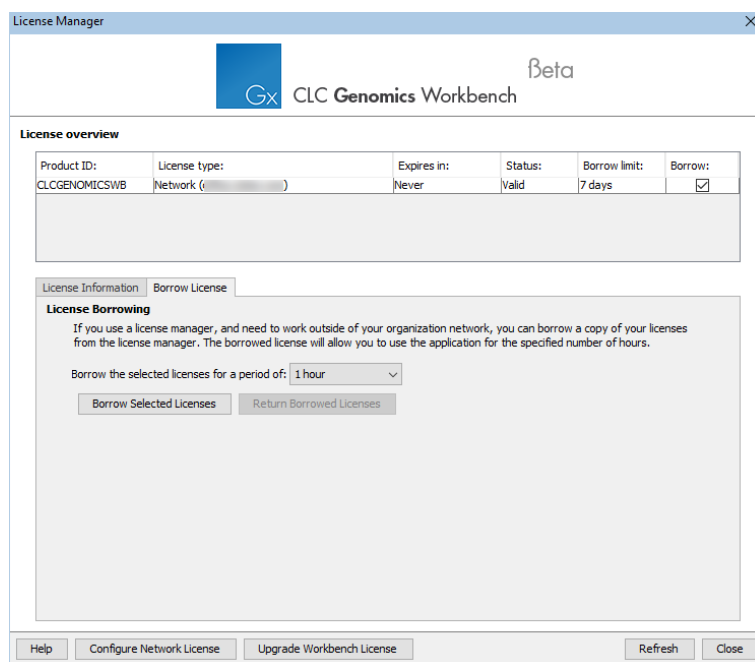 License Manager
ßeta
Gx CLC Genomics Workbench
License overview
Product ID: License type: Expires in: Status: Borrow limit: Borrow:
CLCGENOMICSWB Network ( ) Never Valid 7 days
License Information Borrow License
License Borrowing
If you use a license manager, and need to work outside of your organization network, you can borrow a copy of your licenses
from the license manager. The borrowed license will allow you to use the application for the specified number of hours.
Borrow the selected licenses for a period of: 1 hour
Borrow Selected Licenses Return Borrowed Licenses
Help Configure Network License Upgrade Workbench License Refresh Close